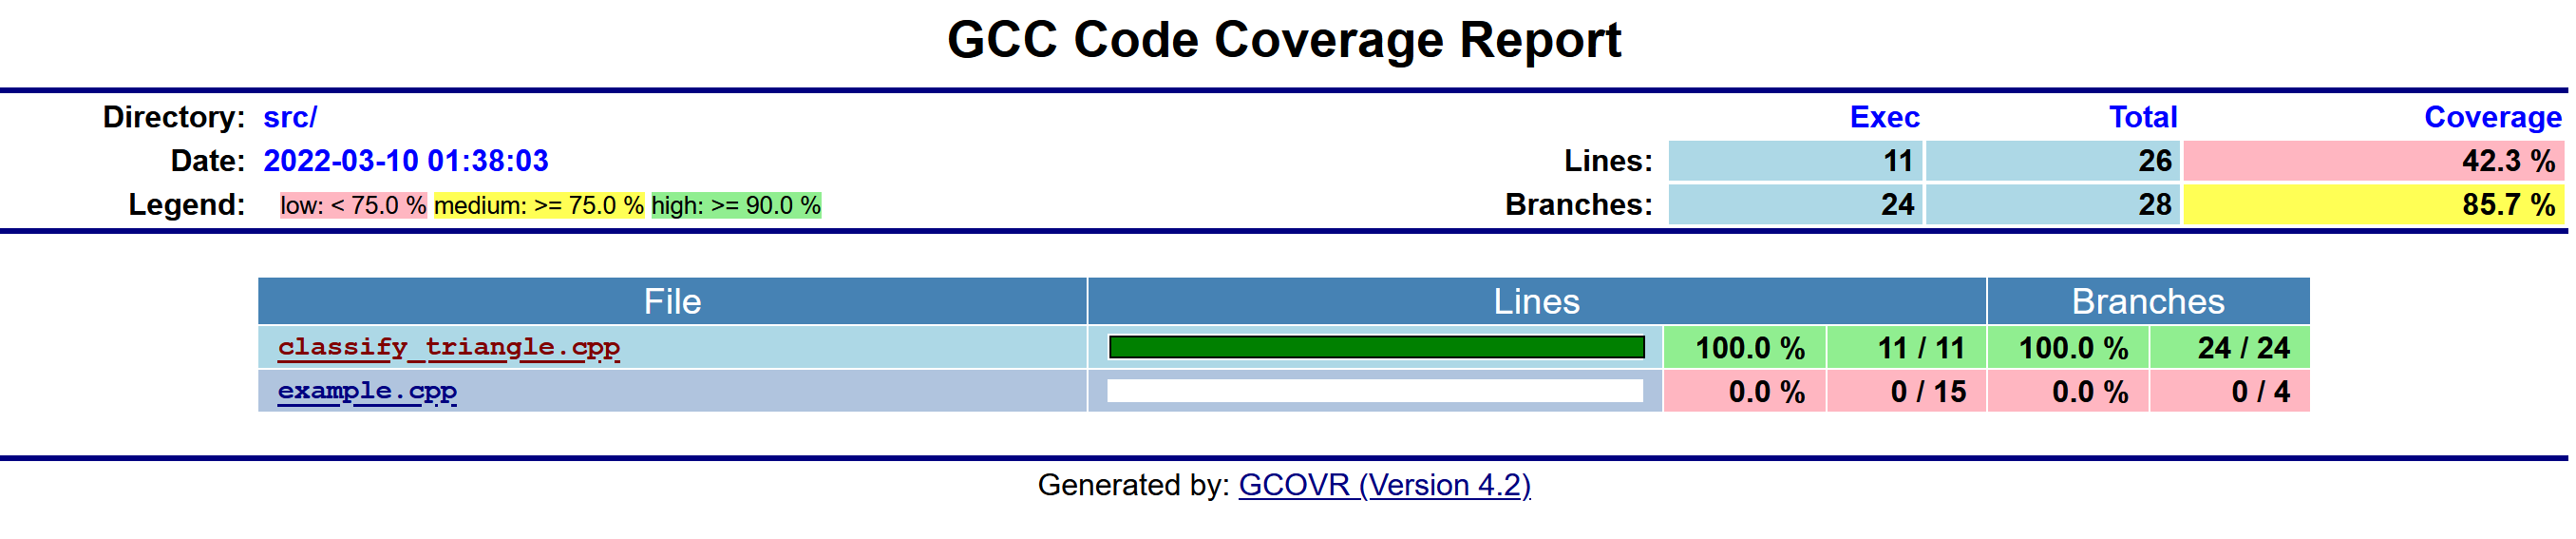 GCC Code Coverage Report
Directory: src/ Exec Total Coverage
Date: 2022-03-10 01:38:03 Lines: 11 26 42.3 %
Legend: low: < 75.0 % medium: >= 75.0 % high: >= 90.0 % Branches: 24 28 85.7 %
File Lines Branches
classify_triangle.cpp 100.0 % 11 / 11 100.0 % 24 / 24
example.cpp 0.0 % 0 / 15 0.0 % 0 / 4
Generated by: GCOVR (Version 4.2)